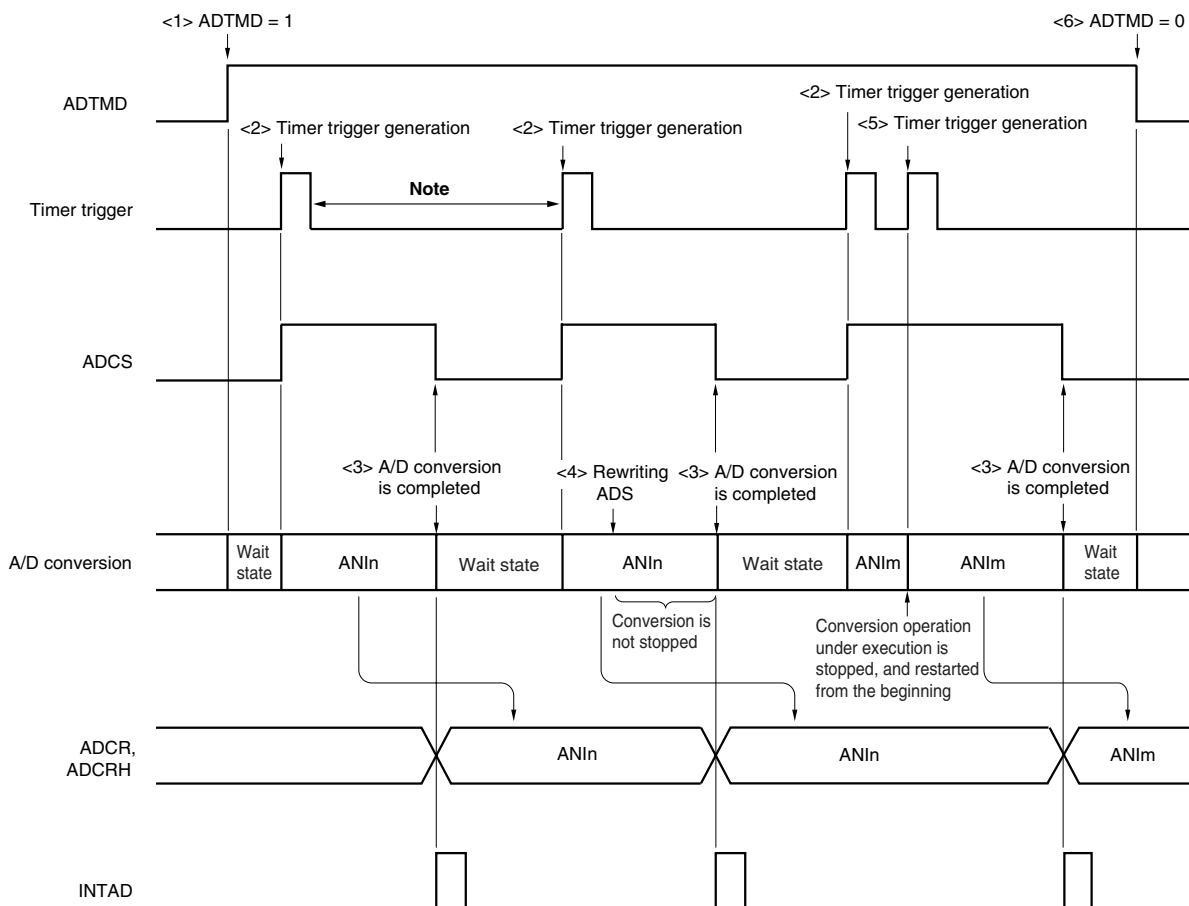 <1> ADTMD = 1
<6> ADTMD = 0
ADTMD
<2> Timer trigger generation
<2> Timer trigger generation
<2> Timer trigger generation
<5> Timer trigger generation
Note
Timer trigger
ADCS
<3> A/D conversion
is completed
<4> Rewriting
ADS
<3> A/D conversion
is completed
<3> A/D conversion
is completed
A/D conversion
Wait
state
ANIn
Wait state
ANIn
Wait state
ANIm
ANIm
Wait
state
Conversion is
not stopped
Conversion operation
under execution is
stopped, and restarted
from the beginning
ADCR,
ADCRH
ANIn
ANIn
ANIm
INTAD